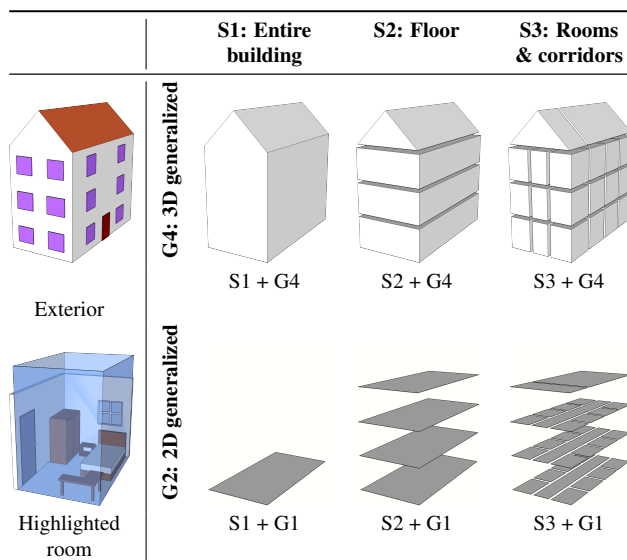 S1: Entire building
S2: Floor
S3: Rooms & corridors
G4: 3D generalized
S1 + G4
S2 + G4
S3 + G4
Exterior
G2: 2D generalized
S1 + G1
S2 + G1
S3 + G1
Highlighted
room